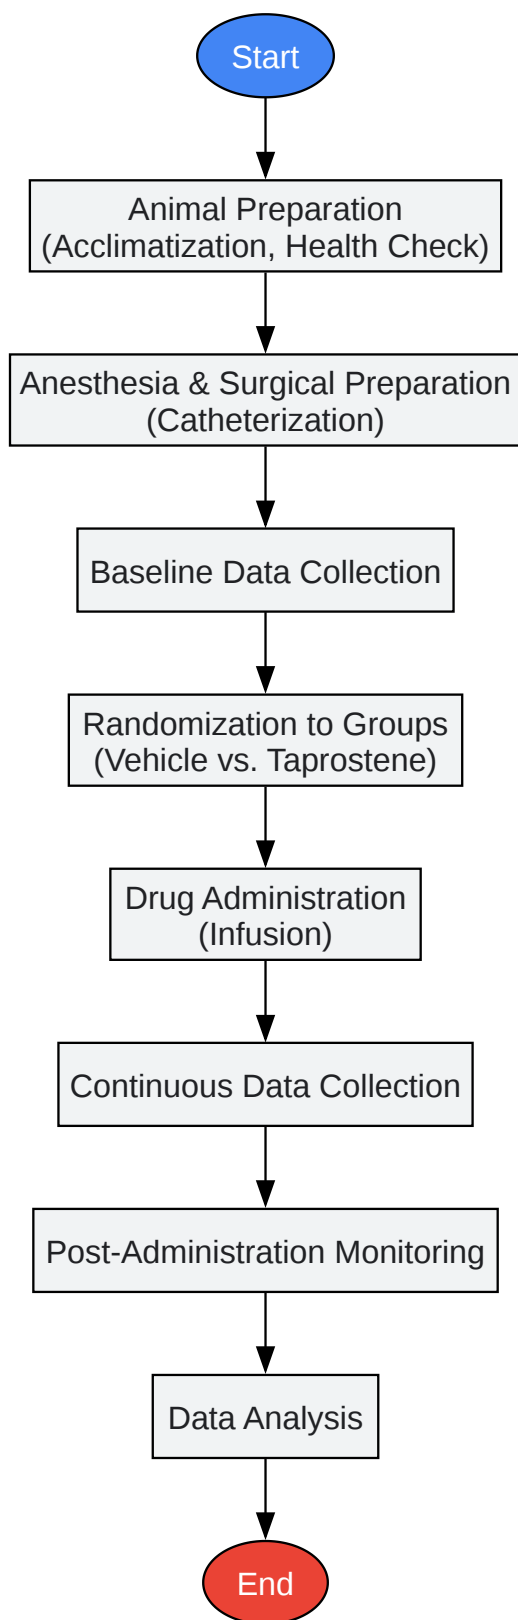 Start
Animal Preparation
(Acclimatization, Health Check)
Anesthesia & Surgical Preparation
(Catheterization)
Baseline Data Collection
Randomization to Groups
(Vehicle vs. Taprostene)
Drug Administration
(Infusion)
Continuous Data Collection
Post-Administration Monitoring
Data Analysis
End